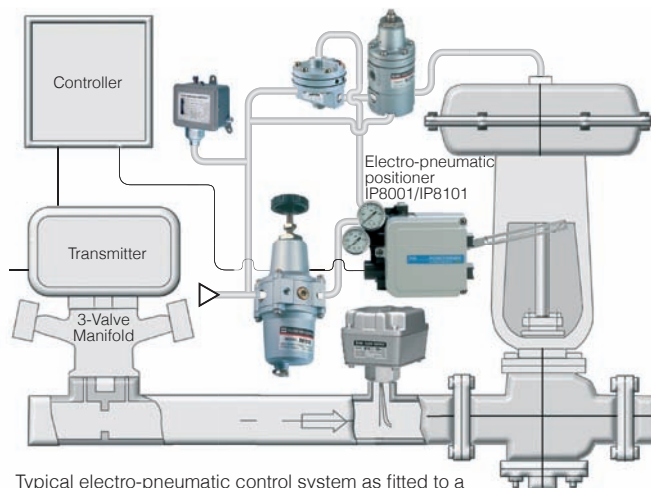 Controller
Electro-pneumatic
positioner
IP8001/IP8101
Transmitter
3-Valve
Manifold
Typical electro-pneumatic control system as fitted to a